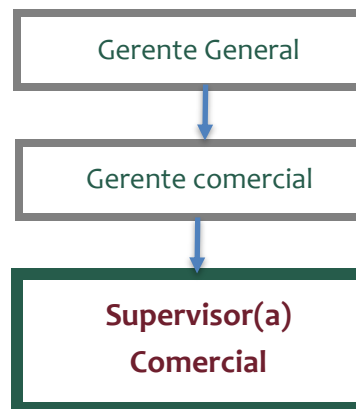 Gerente General
Gerente comercial
Supervisor(a)
Comercial